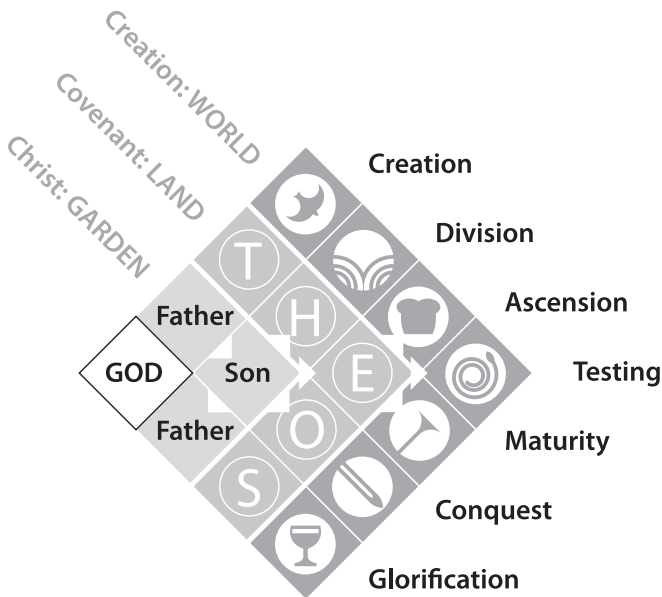 Creation: WORLD
Covenant: LAND
Christ: GARDEN
Creation
Division
Ascension
Testing
Maturity
Conquest
Glorification
T
H
E
O
S
Father
GOD
Son
Father